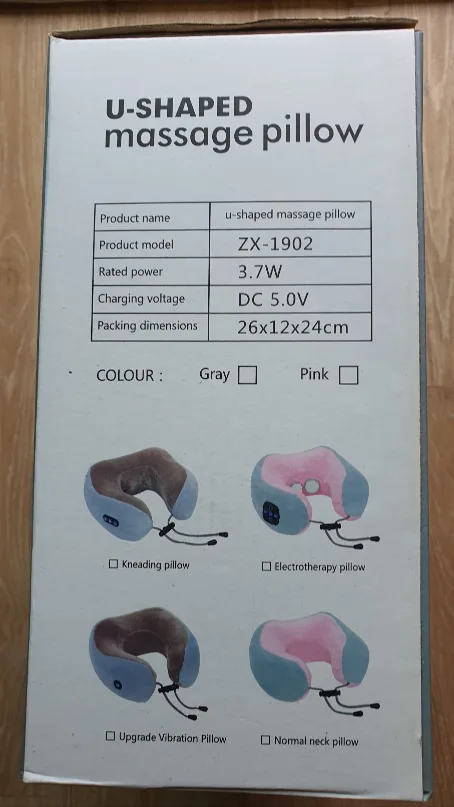 U-SHAPED
massage pillow
Product name u-shaped massage pillow
Product model ZX-1902
Rated power 3.7W
Charging voltage DC 5.0V
Packing dimensions 26x12x24cm
COLOUR : Gray Pink
Kneading pillow Electrotherapy pillow
Upgrade Vibration Pillow Normal neck pillow